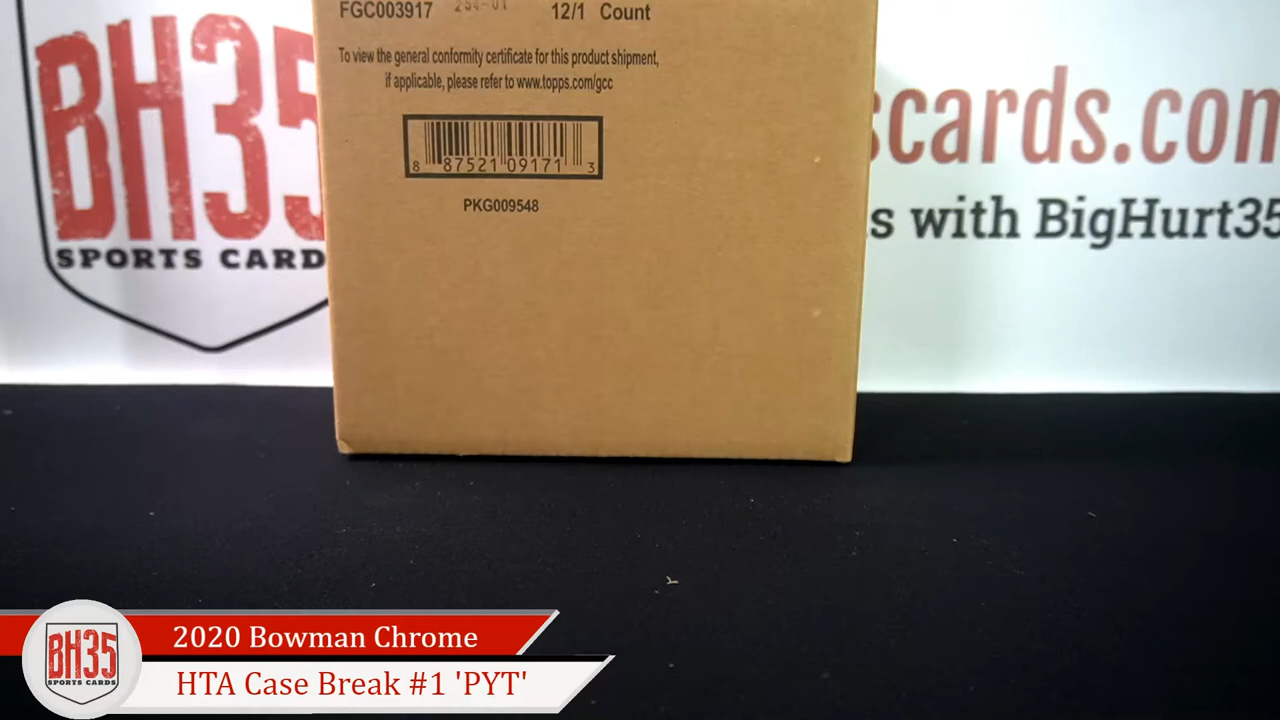 FGC003917 254-01 12/1 Count
To view the general conformity certificate for this product shipment,
if applicable, please refer to www.topps.com/gcc
8 87521 09171 3
PKG009548
BH35
SPORTS CARD
scards.com
s with BigHurt35
BH35
SPORTS CARDS
2020 Bowman Chrome
HTA Case Break #1 'PYT'